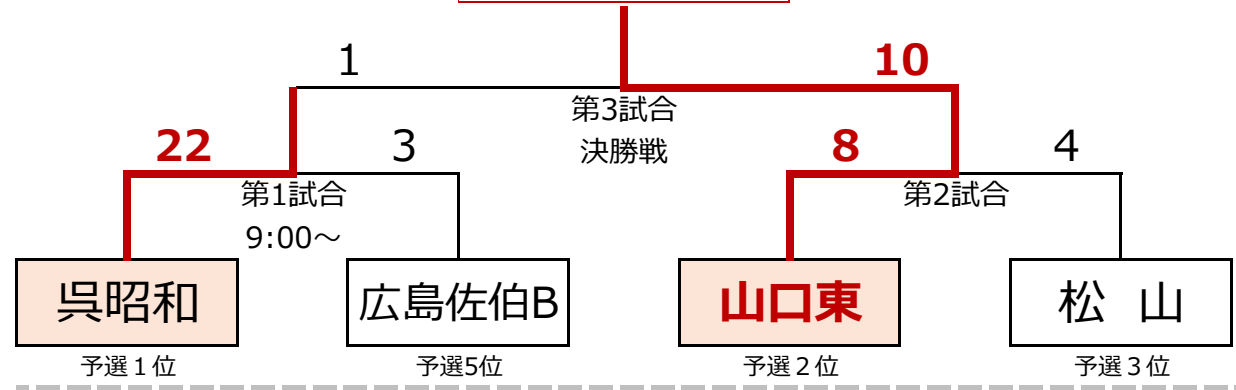 1 10
第3試合
決勝戦
22 3 8 4
第1試合 第2試合
9:00～
呉昭和 広島佐伯B 山口東 松 山
予選１位 予選5位 予選２位 予選３位